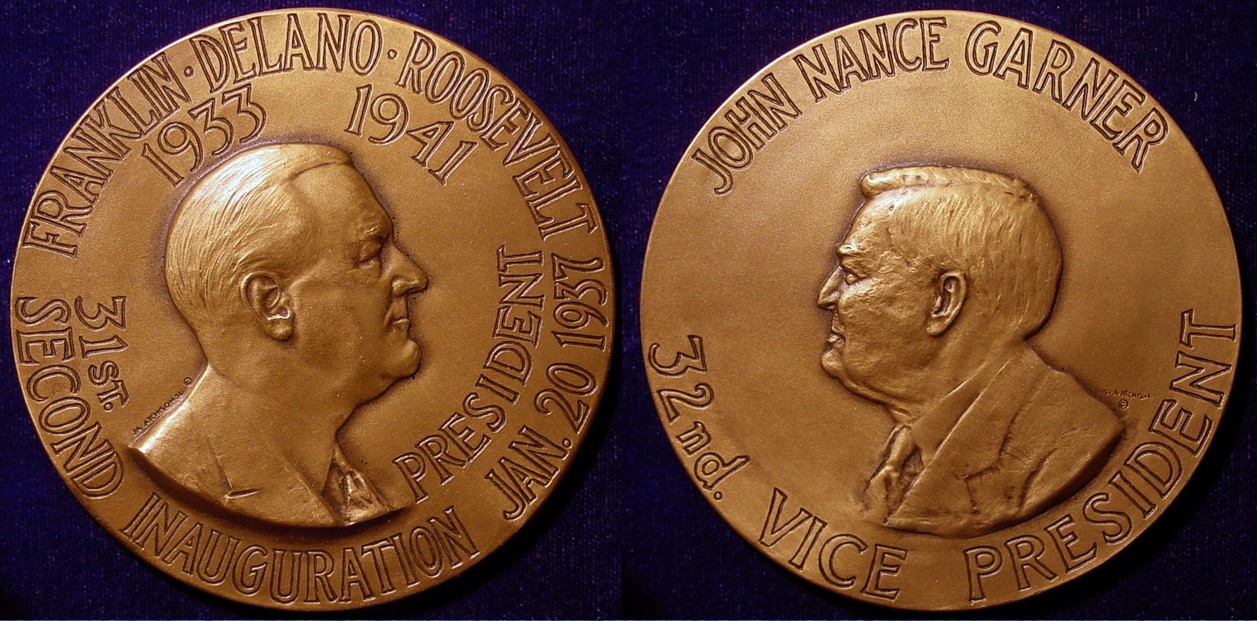 FRANKLIN · DELANO · ROOSEVELT
1933 1941
31ST. PRESIDENT
SECOND INAUGURATION JAN. 20 1937
JOHN NANCE GARNER
32nd. VICE PRESIDENT
©